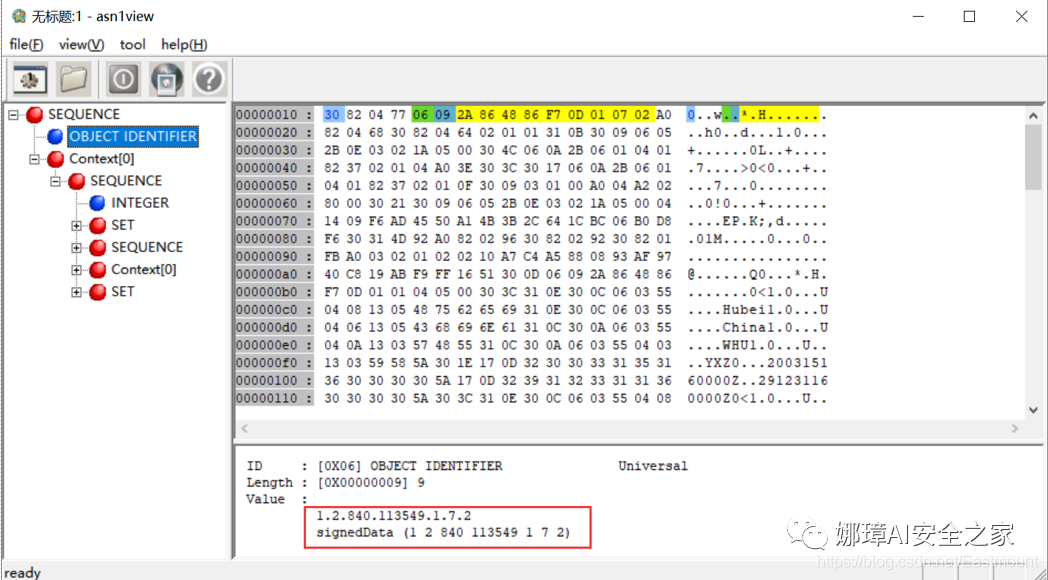 无标题:1 - asn1view
file(F) view(V) tool help(H)
SEQUENCE
OBJECT IDENTIFIER
Context[0]
SEQUENCE
INTEGER
SET
SEQUENCE
Context[0]
SET
00000010 : 30 82 04 77 06 09 2A 86 48 86 F7 0D 01 07 02 A0 0..w..*.H.......
00000020 : 82 04 68 30 82 04 64 02 01 01 31 0B 30 09 06 05 ..h0..d...1.0...
00000030 : 2B 0E 03 02 1A 05 00 30 4C 06 0A 2B 06 01 04 01 +......0L..+....
00000040 : 82 37 02 01 04 A0 3E 30 3C 30 17 06 0A 2B 06 01 .7....>0<0...+..
00000050 : 04 01 82 37 02 01 0F 30 09 03 01 00 A0 04 A2 02 ...7...0........
00000060 : 80 00 30 21 30 09 06 05 2B 0E 03 02 1A 05 00 04 ..0!0...+.......
00000070 : 14 09 F6 AD 45 50 A1 4B 3B 2C 64 1C BC 06 B0 D8 ....EP.K;,d.....
00000080 : F6 30 31 4D 92 A0 82 02 96 30 82 02 92 30 82 01 .01M.....0...0..
00000090 : FB A0 03 02 01 02 02 10 A7 C4 A5 88 08 93 AF 97 ................
000000a0 : 40 C8 19 AB F9 FF 16 51 30 0D 06 09 2A 86 48 86 @......Q0...*.H.
000000b0 : F7 0D 01 01 04 05 00 30 3C 31 0E 30 0C 06 03 55 .......0<1.0...U
000000c0 : 04 08 13 05 48 75 62 65 69 31 0E 30 0C 06 03 55 ....Hubei1.0...U
000000d0 : 04 06 13 05 43 68 69 6E 61 31 0C 30 0A 06 03 55 ....China1.0...U
000000e0 : 04 0A 13 03 57 48 55 31 0C 30 0A 06 03 55 04 03 ....WHU1.0...U..
000000f0 : 13 03 59 58 5A 30 1E 17 0D 32 30 30 33 31 35 31 ..YXZ0...2003151
00000100 : 36 30 30 30 30 5A 17 0D 32 39 31 32 33 31 31 36 60000Z..29123116
00000110 : 30 30 30 30 5A 30 3C 31 0E 30 0C 06 03 55 04 08 0000Z0<1.0...U..
ID : [0X06] OBJECT IDENTIFIER Universal
Length : [0X00000009] 9
Value :
1.2.840.113549.1.7.2
signedData (1 2 840 113549 1 7 2)
娜璋AI安全之家
https://blog.csdn.net/Eastmount
ready